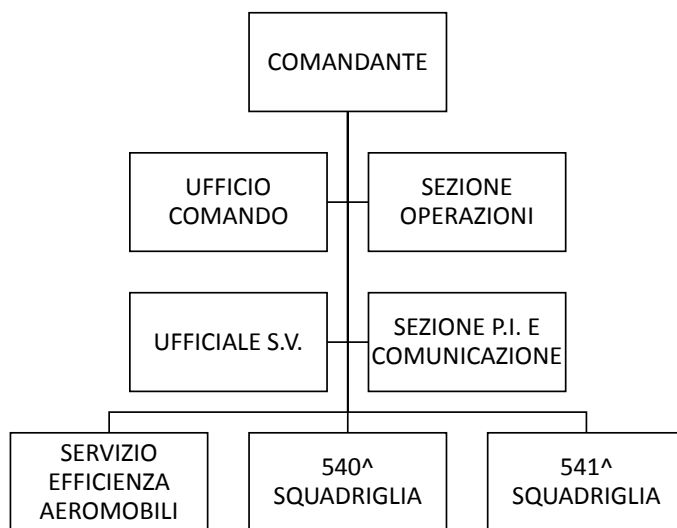 COMANDANTE
UFFICIO
COMANDO
SEZIONE
OPERAZIONI
UFFICIALE S.V.
SEZIONE P.I. E
COMUNICAZIONE
SERVIZIO
EFFICIENZA
AEROMOBILI
540^
SQUADRIGLIA
541^
SQUADRIGLIA